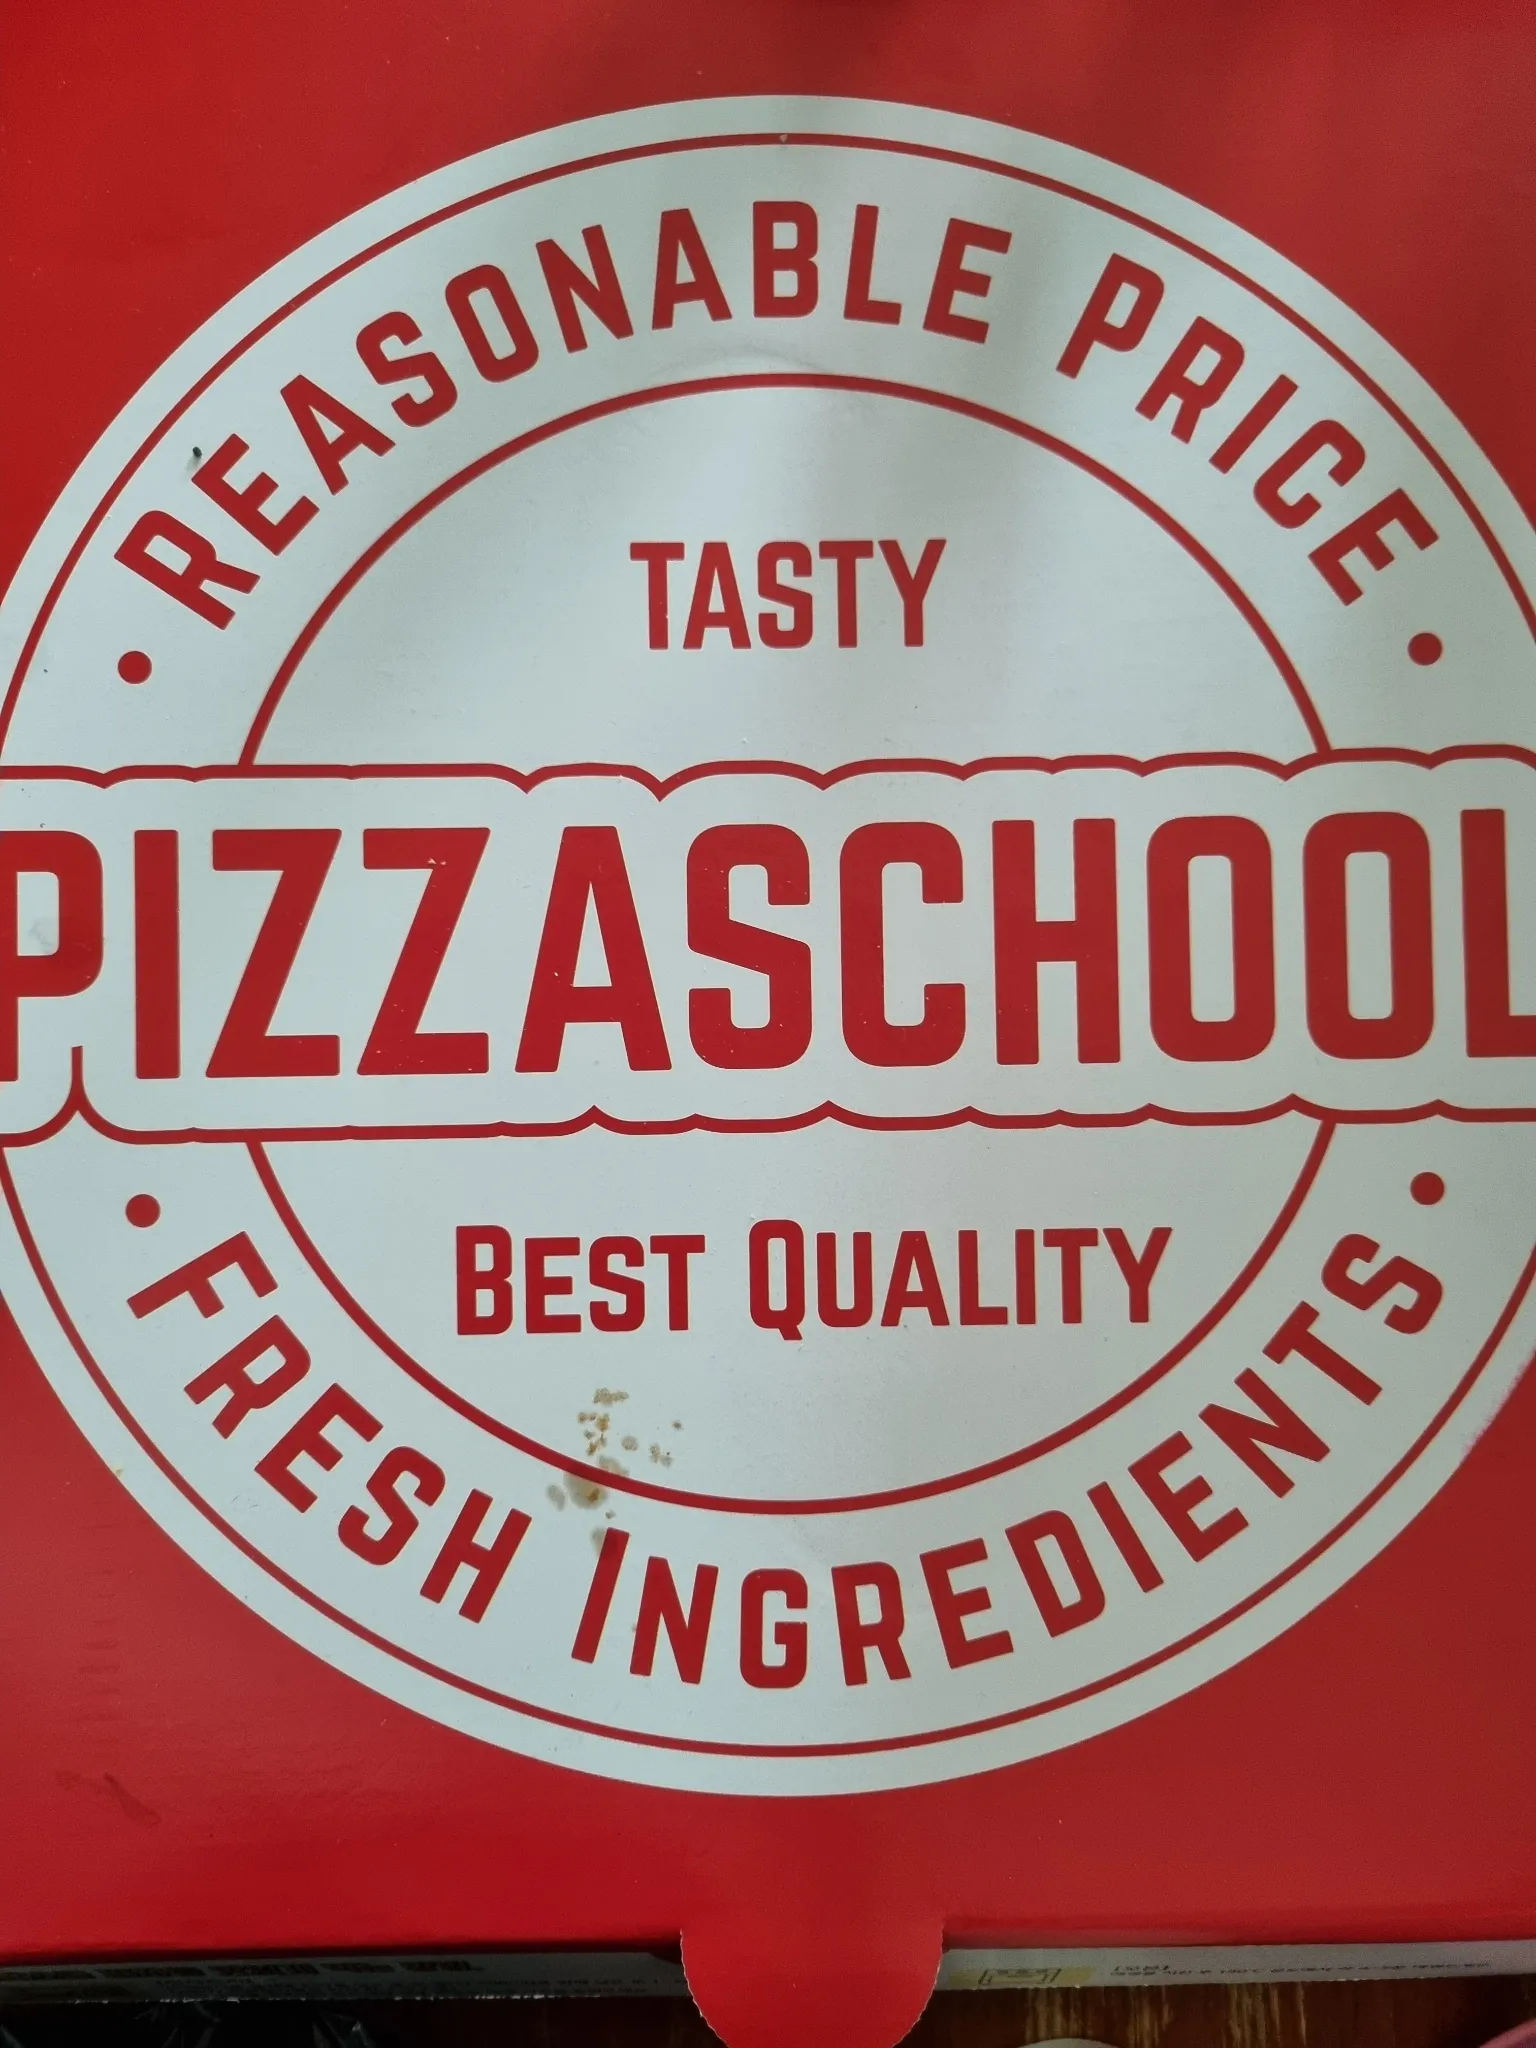 REASONABLE PRICE
TASTY
PIZZASCHOOL
BEST QUALITY
FRESH INGREDIENTS